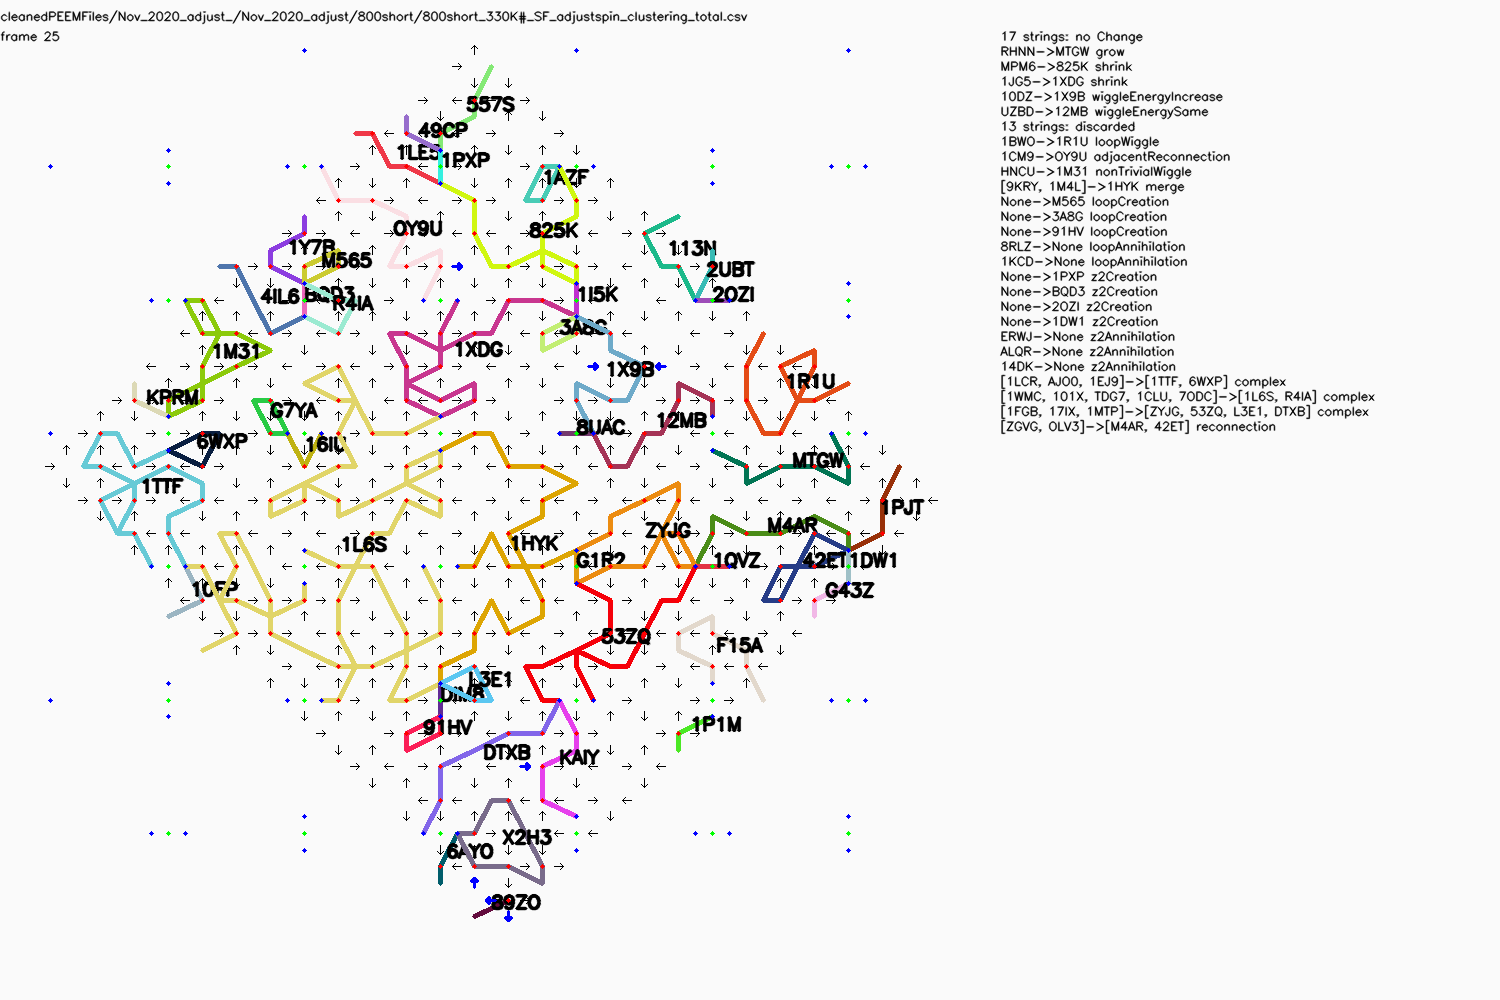 cleanedPEEMFiles/Nov_2020_adjust_/Nov_2020_adjust/800short/800short_330K#_SF_adjustspin_clustering_total.csv
frame 25
17 strings: no Change
RHNN->MTGW grow
MPM6->825K shrink
1JG5->1XDG shrink
10DZ->1X9B wiggleEnergyIncrease
UZBD->12MB wiggleEnergySame
13 strings: discarded
1BWO->1R1U loopWiggle
1CM9->0Y9U adjacentReconnection
HNCU->1M31 nonTrivialWiggle
[9KRY, 1M4L]->1HYK merge
None->M565 loopCreation
None->3A8G loopCreation
None->91HV loopCreation
8RLZ->None loopAnnihilation
1KCD->None loopAnnihilation
None->1PXP z2Creation
None->BQD3 z2Creation
None->20ZI z2Creation
None->1DW1 z2Creation
ERWJ->None z2Annihilation
ALQR->None z2Annihilation
14DK->None z2Annihilation
[1LCR, AJO0, 1EJ9]->[1TTF, 6WXP] complex
[1WMC, 101X, TDG7, 1CLU, 7ODC]->[1L6S, R4IA] complex
[1FGB, 17IX, 1MTP]->[ZYJG, 53ZQ, L3E1, DTXB] complex
[ZGVG, OLV3]->[M4AR, 42ET] reconnection
557S
49CP
1LE5
1PXP
1AZF
0Y9U
825K
1Y7R
113N
M565
2UBT
4IL6
BQD3
R4IA
1I5K
20ZI
3A8G
1M31
1XDG
1X9B
1R1U
KPRM
G7YA
12MB
8UAC
6WXP
16IU
MTGW
1TTF
1PJT
M4AR
ZYJG
1L6S
1HYK
G1R2
1QVZ
42ET
1DW1
10FP
G43Z
53ZQ
F15A
L3E1
91HV
1P1M
DTXB
KAIY
X2H3
6AYO
89ZO